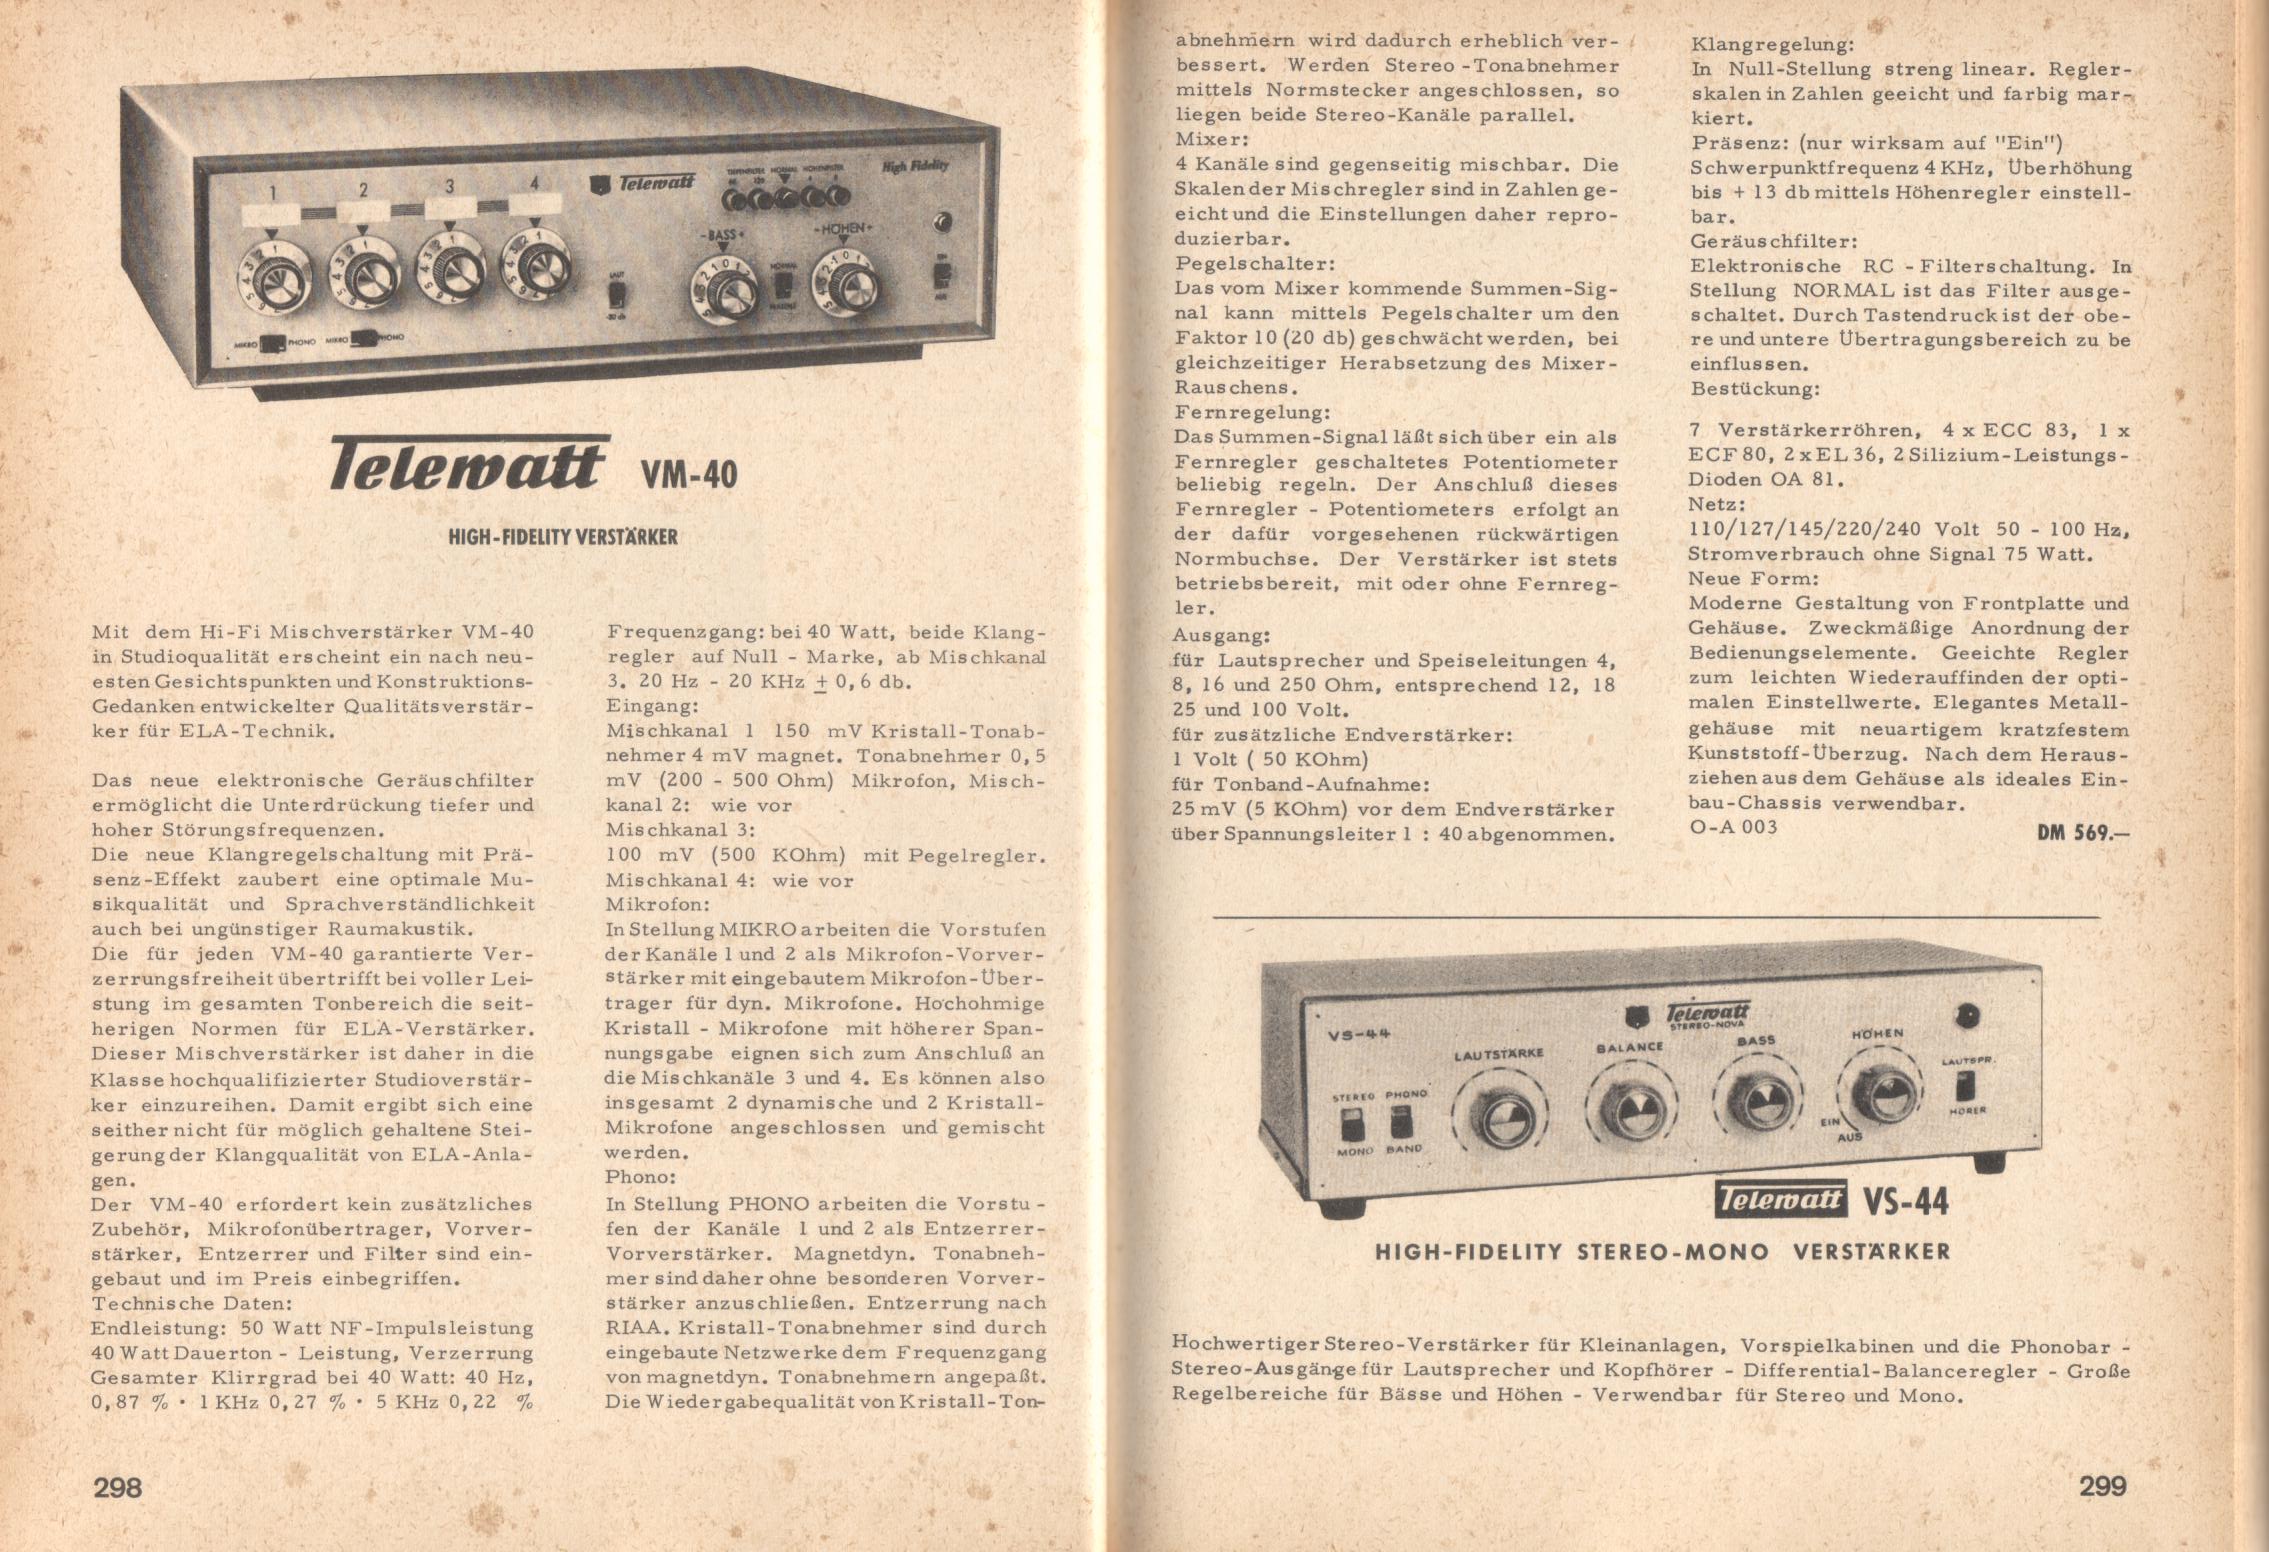 1
2
3
4
Telewatt
TIEFENFILTER NORMAL HÖHENFILTER
High Fidelity
-BASS+
-HÖHEN+
LAUT
-20 db
NORMAL
EIN
AUS
MIKRO PHONO MIKRO PHONO
Telewatt VM-40
HIGH-FIDELITY VERSTÄRKER
Mit dem Hi-Fi Mischverstärker VM-40
in Studioqualität erscheint ein nach neu-
esten Gesichtspunkten und Konstruktions-
Gedanken entwickelter Qualitätsverstär-
ker für ELA-Technik.
Das neue elektronische Geräuschfilter
ermöglicht die Unterdrückung tiefer und
hoher Störungsfrequenzen.
Die neue Klangregelschaltung mit Prä-
senz-Effekt zaubert eine optimale Mu-
sikqualität und Sprachverständlichkeit
auch bei ungünstiger Raumakustik.
Die für jeden VM-40 garantierte Ver-
zerrungsfreiheit übertrifft bei voller Lei-
stung im gesamten Tonbereich die seit-
herigen Normen für ELA-Verstärker.
Dieser Mischverstärker ist daher in die
Klasse hochqualifizierter Studioverstär-
ker einzureihen. Damit ergibt sich eine
seither nicht für möglich gehaltene Stei-
gerung der Klangqualität von ELA-Anla-
gen.
Der VM-40 erfordert kein zusätzliches
Zubehör, Mikrofonübertrager, Vorver-
stärker, Entzerrer und Filter sind ein-
gebaut und im Preis einbegriffen.
Technische Daten:
Endleistung: 50 Watt NF-Impulsleistung
40 Watt Dauerton - Leistung, Verzerrung
Gesamter Klirrgrad bei 40 Watt: 40 Hz,
0,87 % • 1 KHz 0,27 % • 5 KHz 0,22 %
Frequenzgang: bei 40 Watt, beide Klang-
regler auf Null - Marke, ab Mischkanal
3. 20 Hz - 20 KHz ± 0,6 db.
Eingang:
Mischkanal 1 150 mV Kristall-Tonab-
nehmer 4 mV magnet. Tonabnehmer 0,5
mV (200 - 500 Ohm) Mikrofon, Misch-
kanal 2: wie vor
Mischkanal 3:
100 mV (500 KOhm) mit Pegelregler.
Mischkanal 4: wie vor
Mikrofon:
In Stellung MIKRO arbeiten die Vorstufen
der Kanäle 1 und 2 als Mikrofon-Vorver-
stärker mit eingebautem Mikrofon-Über-
trager für dyn. Mikrofone. Hochohmige
Kristall - Mikrofone mit höherer Span-
nungsgabe eignen sich zum Anschluß an
die Mischkanäle 3 und 4. Es können also
insgesamt 2 dynamische und 2 Kristall-
Mikrofone angeschlossen und gemischt
werden.
Phono:
In Stellung PHONO arbeiten die Vorstu -
fen der Kanäle 1 und 2 als Entzerrer-
Vorverstärker. Magnetdyn. Tonabneh-
mer sind daher ohne besonderen Vorver-
stärker anzuschließen. Entzerrung nach
RIAA. Kristall-Tonabnehmer sind durch
eingebaute Netzwerke dem Frequenzgang
von magnetdyn. Tonabnehmern angepaßt.
Die Wiedergabequalität von Kristall-Ton-
298
abnehmern wird dadurch erheblich ver-
bessert. Werden Stereo -Tonabnehmer
mittels Normstecker angeschlossen, so
liegen beide Stereo-Kanäle parallel.
Mixer:
4 Kanäle sind gegenseitig mischbar. Die
Skalen der Mischregler sind in Zahlen ge-
eicht und die Einstellungen daher repro-
duzierbar.
Pegelschalter:
Das vom Mixer kommende Summen-Sig-
nal kann mittels Pegelschalter um den
Faktor 10 (20 db) geschwächt werden, bei
gleichzeitiger Herabsetzung des Mixer-
Rauschens.
Fernregelung:
Das Summen-Signal läßt sich über ein als
Fernregler geschaltetes Potentiometer
beliebig regeln. Der Anschluß dieses
Fernregler - Potentiometers erfolgt an
der dafür vorgesehenen rückwärtigen
Normbuchse. Der Verstärker ist stets
betriebsbereit, mit oder ohne Fernreg-
ler.
Ausgang:
für Lautsprecher und Speiseleitungen 4,
8, 16 und 250 Ohm, entsprechend 12, 18
25 und 100 Volt.
für zusätzliche Endverstärker:
1 Volt ( 50 KOhm)
für Tonband-Aufnahme:
25 mV (5 KOhm) vor dem Endverstärker
über Spannungsleiter 1 : 40 abgenommen.
Klangregelung:
In Null-Stellung streng linear. Regler-
skalen in Zahlen geeicht und farbig mar-
kiert.
Präsenz: (nur wirksam auf "Ein")
Schwerpunktfrequenz 4 KHz, Überhöhung
bis + 13 db mittels Höhenregler einstell-
bar.
Geräuschfilter:
Elektronische RC - Filterschaltung. In
Stellung NORMAL ist das Filter ausge-
schaltet. Durch Tastendruck ist der obe-
re und untere Übertragungsbereich zu be
einflussen.
Bestückung:
7 Verstärkerröhren, 4 x ECC 83, 1 x
ECF 80, 2 x EL 36, 2 Silizium-Leistungs-
Dioden OA 81.
Netz:
110/127/145/220/240 Volt 50 - 100 Hz,
Stromverbrauch ohne Signal 75 Watt.
Neue Form:
Moderne Gestaltung von Frontplatte und
Gehäuse. Zweckmäßige Anordnung der
Bedienungselemente. Geeichte Regler
zum leichten Wiederauffinden der opti-
malen Einstellwerte. Elegantes Metall-
gehäuse mit neuartigem kratzfestem
Kunststoff-Überzug. Nach dem Heraus-
ziehen aus dem Gehäuse als ideales Ein-
bau-Chassis verwendbar.
O-A 003 DM 569.—
VS-44
Telewatt
STEREO-NOVA
LAUTSTÄRKE
BALANCE
BASS
HÖHEN
LAUTSPR.
HÖRER
STEREO PHONO
MONO BAND
EIN
AUS
Telewatt VS-44
HIGH-FIDELITY STEREO-MONO VERSTÄRKER
Hochwertiger Stereo-Verstärker für Kleinanlagen, Vorspielkabinen und die Phonobar -
Stereo-Ausgänge für Lautsprecher und Kopfhörer - Differential-Balanceregler - Große
Regelbereiche für Bässe und Höhen - Verwendbar für Stereo und Mono.
299